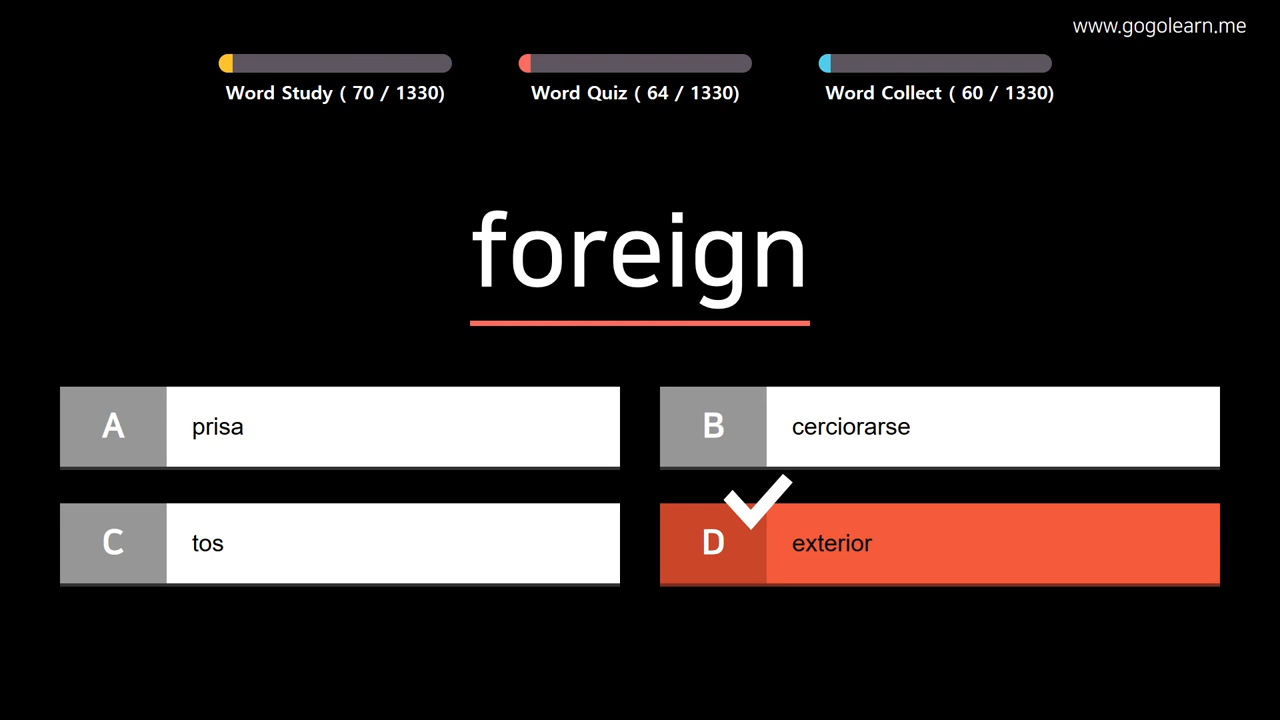 www.gogolearn.me
Word Study ( 70 / 1330)
Word Quiz ( 64 / 1330)
Word Collect ( 60 / 1330)
foreign
A prisa
B cerciorarse
C tos
D exterior